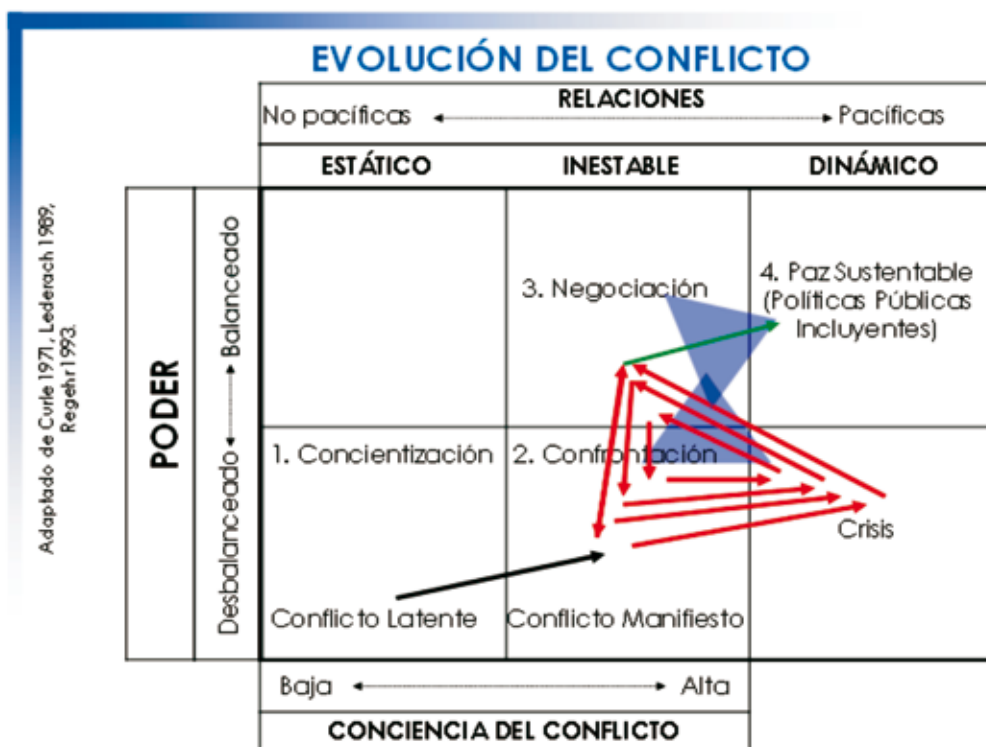 EVOLUCIÓN DEL CONFLICTO
RELACIONES
No pacíficas
Pacíficas
ESTÁTICO
INESTABLE
DINÁMICO
Adaptado de Curle 1971, Lederach 1989,
Regehr 1993.
PODER
Balanceado
Desbalanceado
3. Negociación
4. Paz Sustentable
(Políticas Públicas
Incluyentes)
1. Concientización
2. Confrontación
Crisis
Conflicto Latente
Conflicto Manifiesto
Baja
Alta
CONCIENCIA DEL CONFLICTO